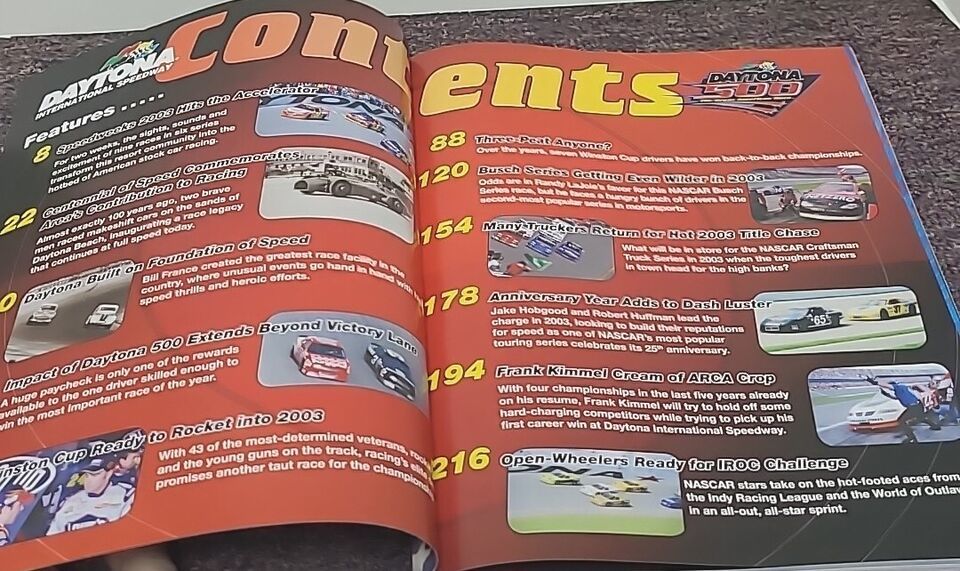 Contents
DAYTONA
INTERNATIONAL SPEEDWAY
Features .....
8 Speedweeks 2003 Hits the Accelerator
For two weeks, the sights, sounds and
excitement of nine races in six series
transform this resort community into the
hotbed of American stock car racing.
22 Centennial of Speed Commemorates
Area's Contribution to Racing
Almost exactly 100 years ago, two brave
men raced makeshift cars on the sands of
Daytona Beach, inaugurating a race legacy
that continues at full speed today.
0 Daytona Built on Foundation of Speed
Bill France created the greatest race facility in the
country, where unusual events go hand in hand with
speed thrills and heroic efforts.
Impact of Daytona 500 Extends Beyond Victory Lane
A huge paycheck is only one of the rewards
available to the one driver skilled enough to
win the most important race of the year.
Winston Cup Ready to Rocket into 2003
With 43 of the most-determined veterans,
and the young guns on the track, racing's
promises another taut race for the
DAYTONA
500
88 Three-Peat Anyone?
Over the years, seven Winston Cup drivers have won back-to-back championships.
120 Busch Series Getting Even Wilder in 2003
Odds are in Randy LaJoie's favor for this NASCAR Busch
Series race, but he faces a hungry bunch of drivers in the
second-most popular series in motorsports.
154 Many Truckers Return for Hot 2003 Title Chase
What will be in store for the NASCAR Craftsman
Truck Series in 2003 when the toughest drivers
in town head for the high banks?
178 Anniversary Year Adds to Dash Luster
Jake Hobgood and Robert Huffman lead the
charge in 2003, looking to build their reputations
for speed as one of NASCAR's most popular
touring series celebrates its 25th anniversary.
65
194 Frank Kimmel Cream of ARCA Crop
With four championships in the last five years already
on his resume, Frank Kimmel will try to hold off some
hard-charging competitors while trying to pick up his
first career win at Daytona International Speedway.
216 Open-Wheelers Ready for IROC Challenge
NASCAR stars take on the hot-footed aces from
the Indy Racing League and the World of Outlaw
in an all-out, all-star sprint.